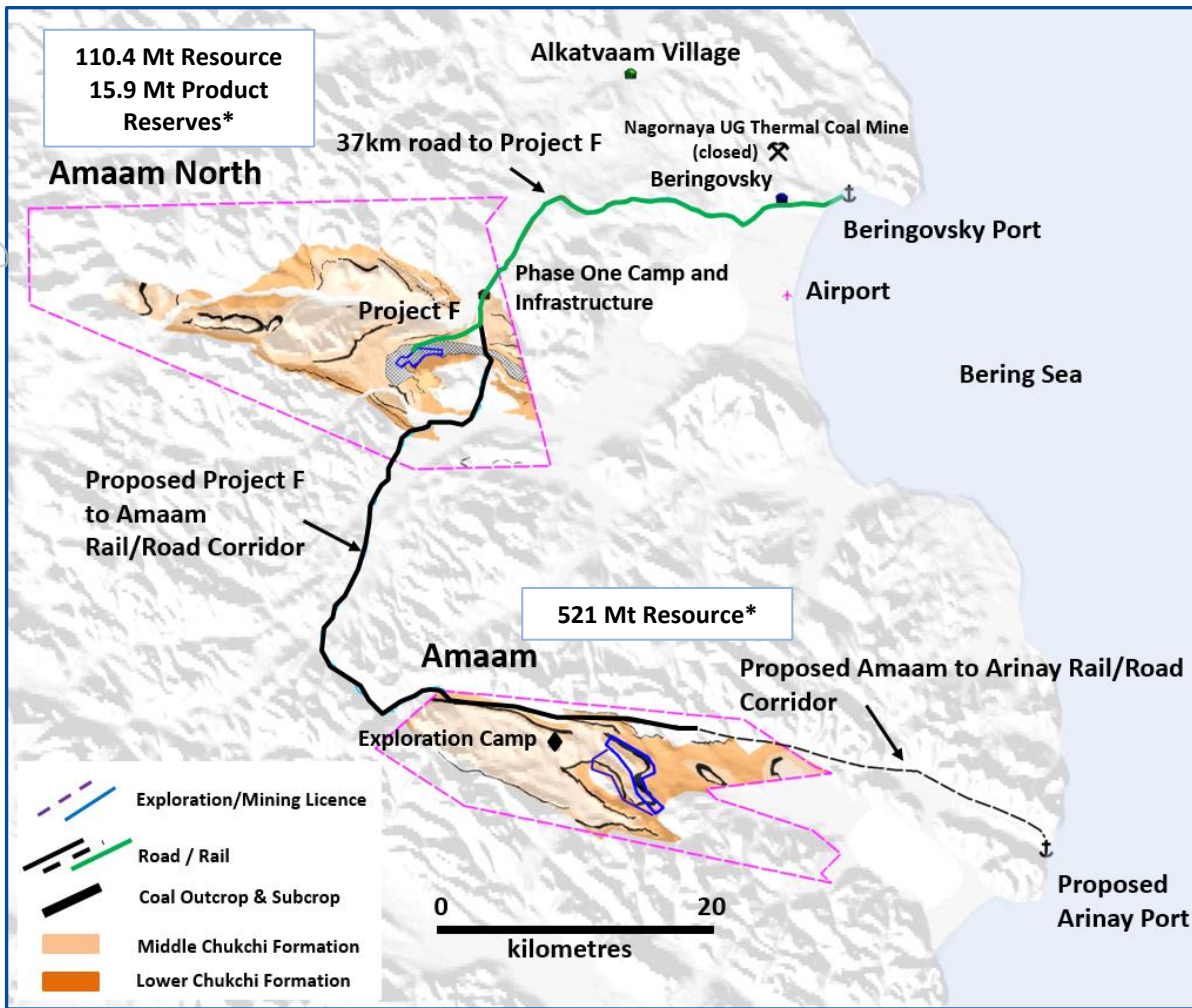 110.4 Mt Resource
15.9 Mt Product
Reserves*
Alkatvaam Village
Nagornaya UG Thermal Coal Mine
(closed)
37km road to Project F
Beringovsky
Amaam North
Beringovsky Port
Phase One Camp and
Infrastructure
Airport
Project F
Bering Sea
Proposed Project F
to Amaam
Rail/Road Corridor
521 Mt Resource*
Amaam
Proposed Amaam to Arinay Rail/Road
Corridor
Exploration Camp
Exploration/Mining Licence
Road / Rail
Coal Outcrop & Subcrop
Middle Chukchi Formation
Lower Chukchi Formation
0 20
kilometres
Proposed
Arinay Port